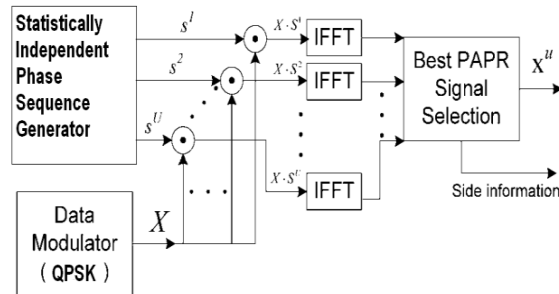 Statistically
Independent
Phase
Sequence
Generator
s^1
s^2
s^U
X · S^1
X · S^2
X · S^U
IFFT
IFFT
IFFT
Best PAPR
Signal
Selection
x^u
Side information
Data
Modulator
( QPSK )
X